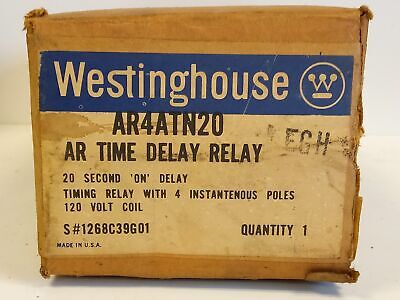 Westinghouse W
AR4ATN20
AR TIME DELAY RELAY
EGH
20 SECOND 'ON' DELAY
TIMING RELAY WITH 4 INSTANTENOUS POLES
120 VOLT COIL
S#1268C39G01 QUANTITY 1
MADE IN U.S.A.